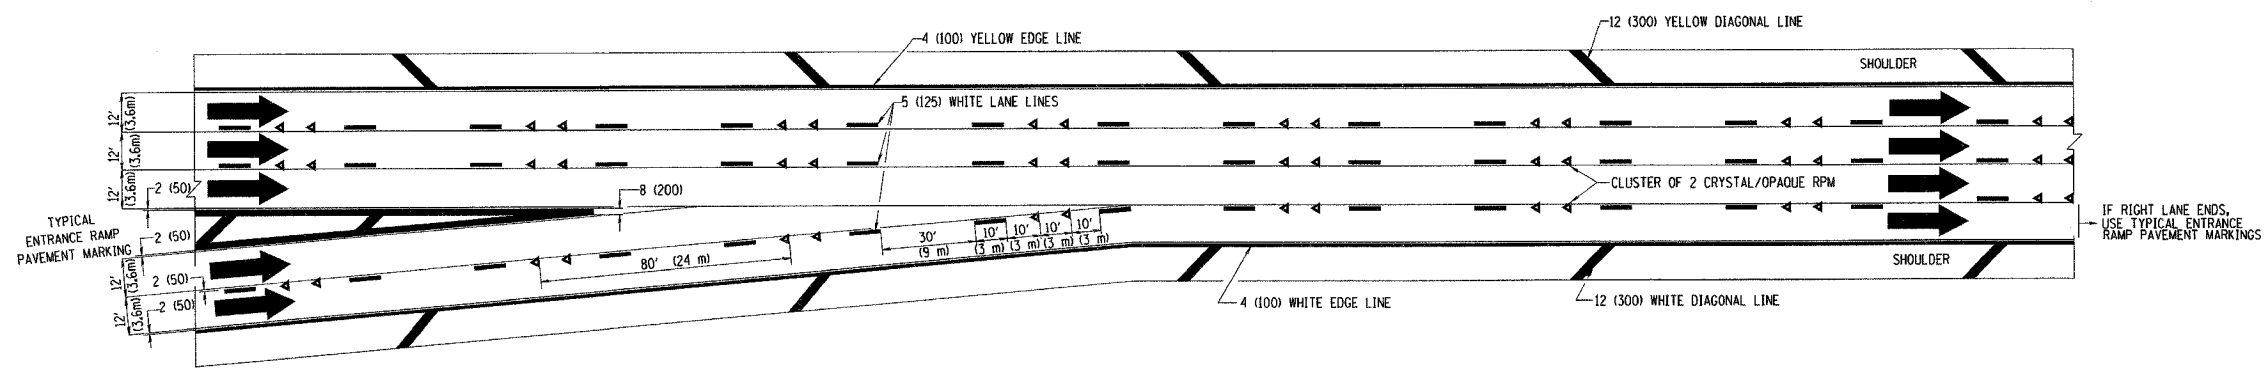 12 (300) YELLOW DIAGONAL LINE
4 (100) YELLOW EDGE LINE
SHOULDER
5 (125) WHITE LANE LINES
12'
(3.6m)
12'
(3.6m)
12'
(3.6m)
2 (50)
8 (200)
CLUSTER OF 2 CRYSTAL/OPAQUE RPM
TYPICAL
ENTRANCE RAMP
PAVEMENT MARKING
2 (50)
IF RIGHT LANE ENDS,
USE TYPICAL ENTRANCE
RAMP PAVEMENT MARKINGS
30'
(9 m)
10'
(3 m)
10'
(3 m)
10'
(3 m)
10'
(3 m)
80' (24 m)
SHOULDER
12'
(3.6m)
2 (50)
12'
(3.6m)
2 (50)
4 (100) WHITE EDGE LINE
12 (300) WHITE DIAGONAL LINE